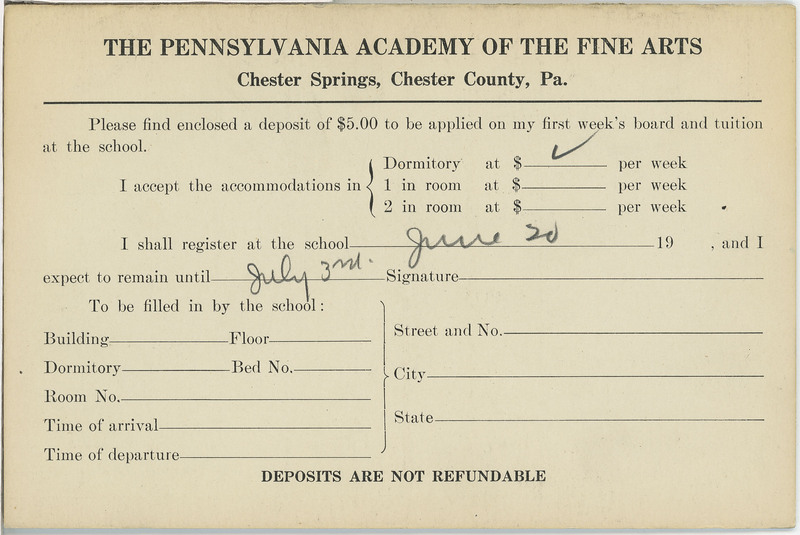 THE PENNSYLVANIA ACADEMY OF THE FINE ARTS
Chester Springs, Chester County, Pa.
Please find enclosed a deposit of $5.00 to be applied on my first week's board and tuition
at the school.
I accept the accommodations in { Dormitory at $ ✓ per week
1 in room at $ per week
2 in room at $ per week
I shall register at the school June 20 19 , and I
expect to remain until July 3rd. Signature
To be filled in by the school:
Building Floor
Dormitory Bed No.
Room No.
Time of arrival
Time of departure
Street and No.
City
State
DEPOSITS ARE NOT REFUNDABLE